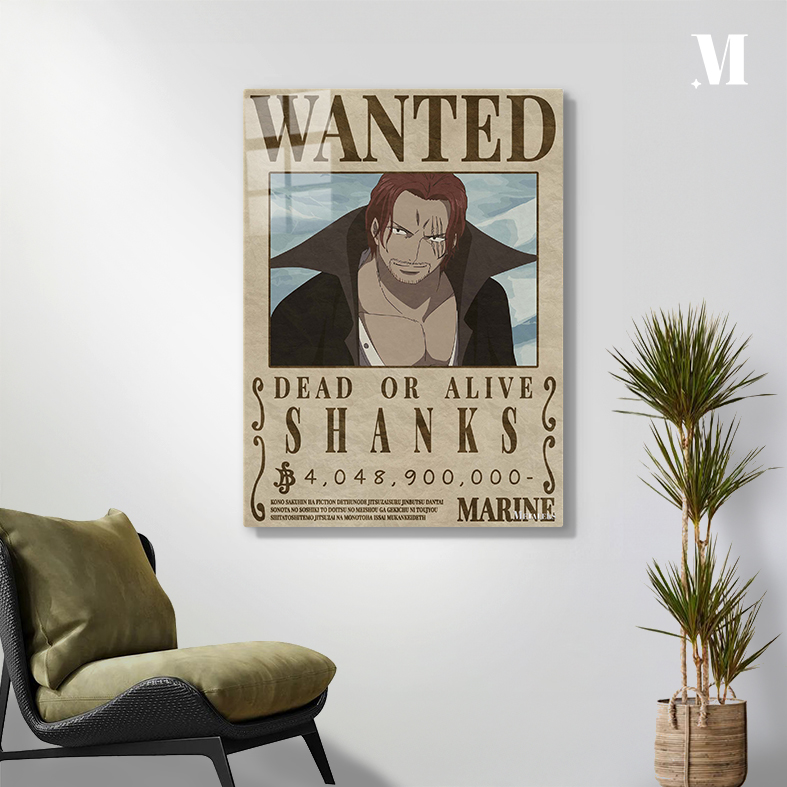 M
WANTED
DEAD OR ALIVE
SHANKS
4,048,900,000-
KONO SAKUHIN HA FICTION DETHUNODE JITSUZAISURU JINBUTSU DANTAI
SONOTA NO SOSHIKI TO DOITSU NO MEISHOU GA GEKICHU NI TOUJYOU
SHITATOSHITEMO JITSUZAI NA MONOTOHA ISSAI MUKANKEIDETH
MARINE